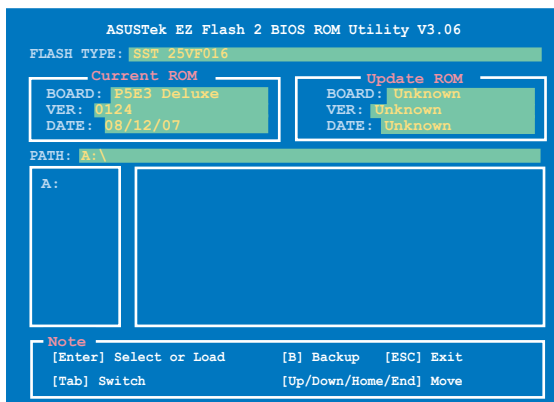 ASUSTek EZ Flash 2 BIOS ROM Utility V3.06
FLASH TYPE: SST 25VF016
Current ROM
BOARD: P5E3 Deluxe
VER: 0124
DATE: 08/12/07
Update ROM
BOARD: Unknown
VER: Unknown
DATE: Unknown
PATH: A:\
A:
Note
[Enter] Select or Load [B] Backup [ESC] Exit
[Tab] Switch [Up/Down/Home/End] Move